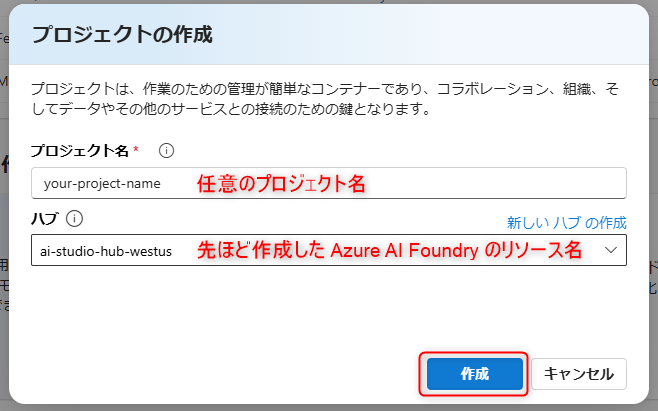 プロジェクトの作成
プロジェクトは、作業のための管理が簡単なコンテナーであり、コラボレーション、組織、そ
してデータやその他のサービスとの接続のための鍵となります。
プロジェクト名 *
your-project-name 任意のプロジェクト名
ハブ
新しい ハブ の作成
ai-studio-hub-westus 先ほど作成した Azure AI Foundry のリソース名
作成 キャンセル